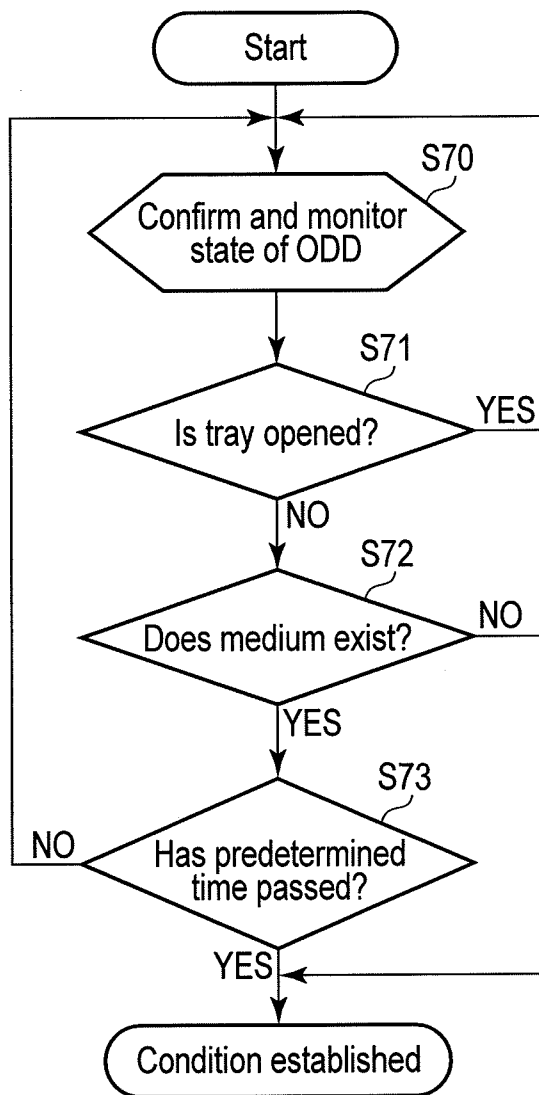 Start
S70
Confirm and monitor
state of ODD
S71
Is tray opened?
YES
NO
S72
Does medium exist?
NO
YES
S73
Has predetermined
time passed?
NO
YES
Condition established